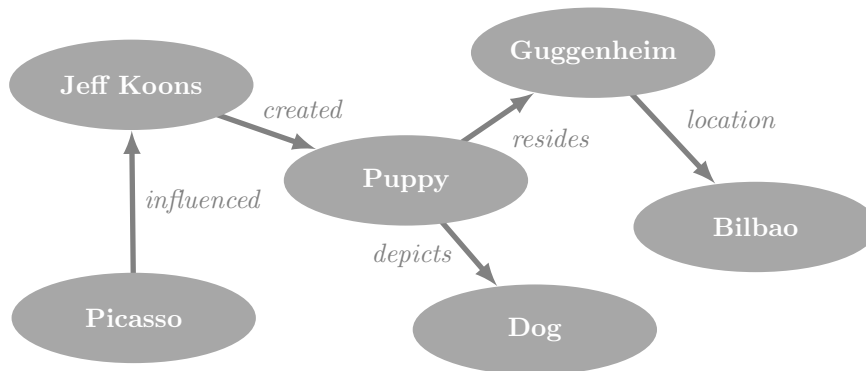 Guggenheim
Jeff Koons
created
location
resides
Puppy
influenced
Bilbao
depicts
Picasso
Dog